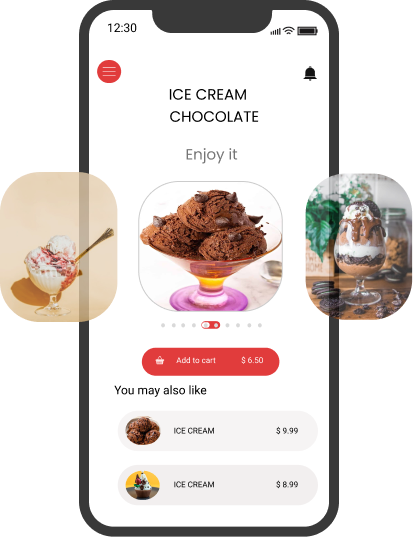 12:30
ICE CREAM
CHOCOLATE
Enjoy it
Add to cart $ 6.50
You may also like
ICE CREAM $ 9.99
ICE CREAM $ 8.99